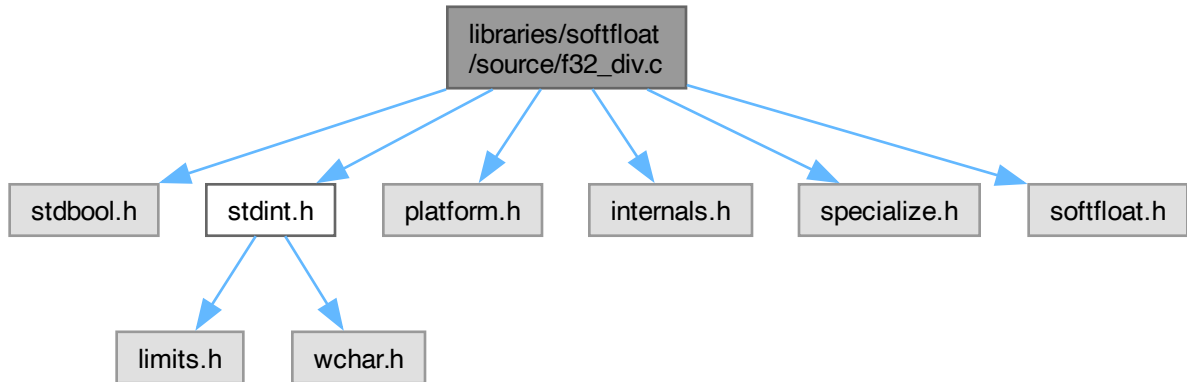 libraries/softfloat
/source/f32_div.c
stdbool.h
stdint.h
platform.h
internals.h
specialize.h
softfloat.h
limits.h
wchar.h